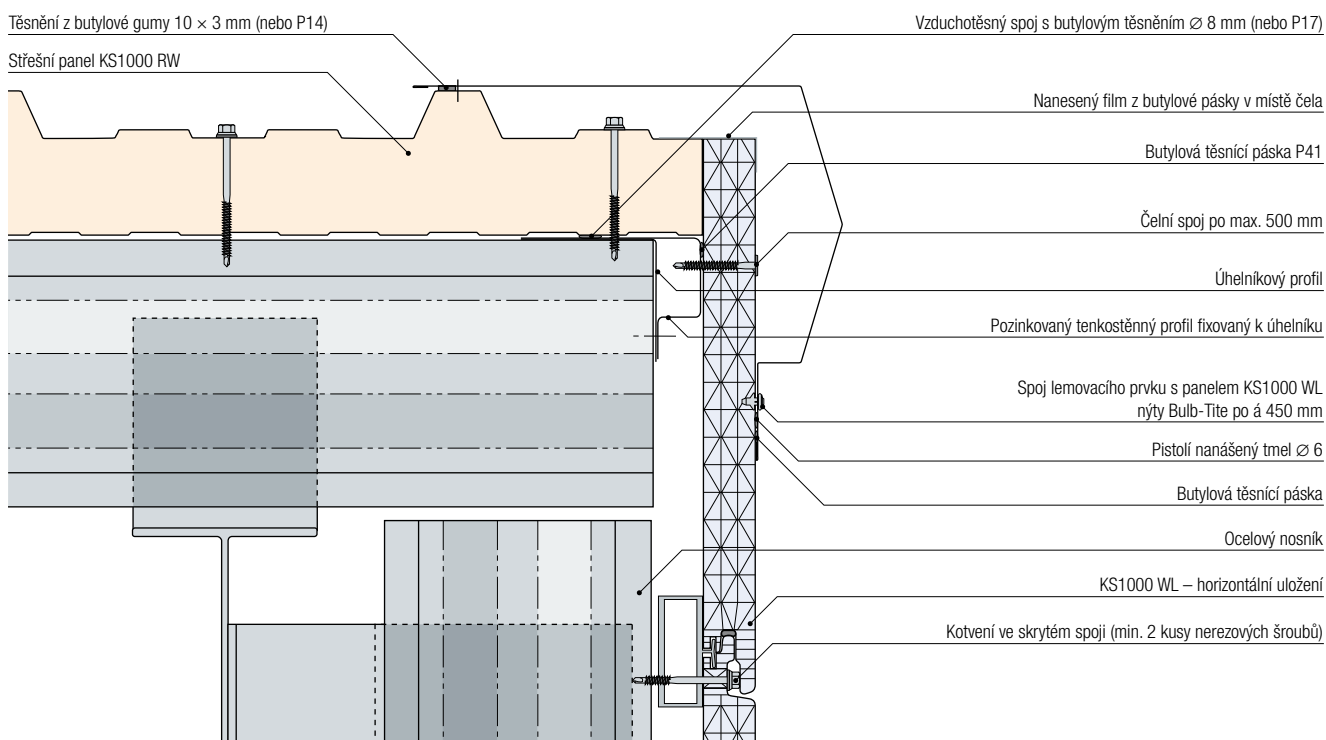 Těsnění z butylové gumy 10 × 3 mm (nebo P14)
Střešní panel KS1000 RW
Vzduchotěsný spoj s butylovým těsněním ∅ 8 mm (nebo P17)
Nanesený film z butylové pásky v místě čela
Butylová těsnící páska P41
Čelní spoj po max. 500 mm
Úhelníkový profil
Pozinkovaný tenkostěnný profil fixovaný k úhelníku
Spoj lemovacího prvku s panelem KS1000 WL
nýty Bulb-Tite po á 450 mm
Pistolí nanášený tmel ∅ 6
Butylová těsnící páska
Ocelový nosník
KS1000 WL – horizontální uložení
Kotvení ve skrytém spoji (min. 2 kusy nerezových šroubů)